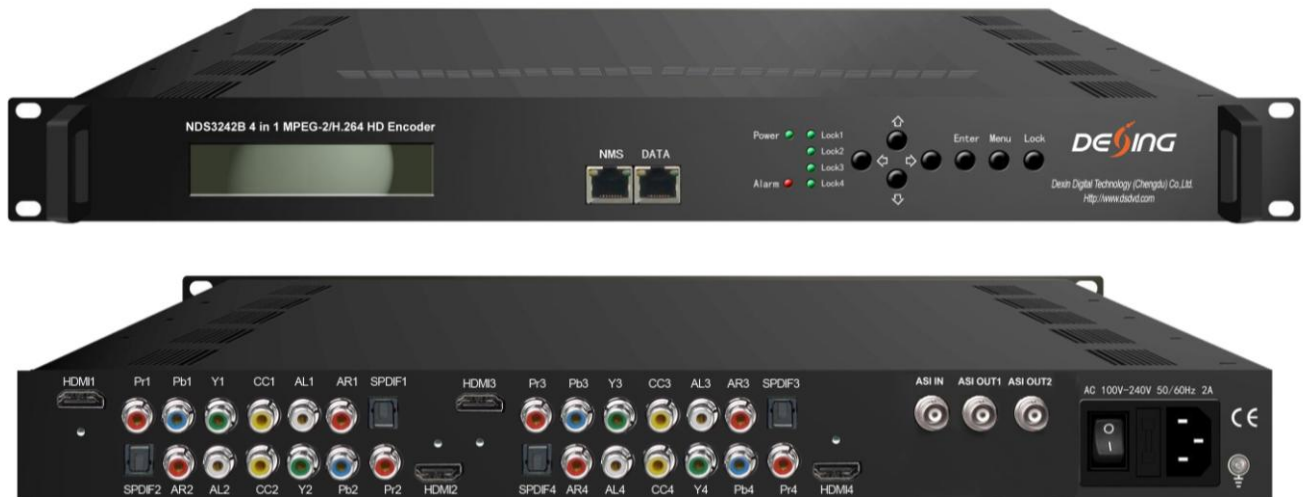 NDS3242B 4 in 1 MPEG-2/H.264 HD Encoder
NMS DATA
Power Lock1
Lock2
Lock3
Alarm Lock4
Enter Menu Lock
DESING
Dexin Digital Technology (Chengdu) Co.,Ltd.
Http://www.dsdvd.com
HDMI1 Pr1 Pb1 Y1 CC1 AL1 AR1 SPDIF1 HDMI3 Pr3 Pb3 Y3 CC3 AL3 AR3 SPDIF3 ASI IN ASI OUT1 ASI OUT2
AC 100V-240V 50/60Hz 2A
O
I
CE
SPDIF2 AR2 AL2 CC2 Y2 Pb2 Pr2 HDMI2 SPDIF4 AR4 AL4 CC4 Y4 Pb4 Pr4 HDMI4